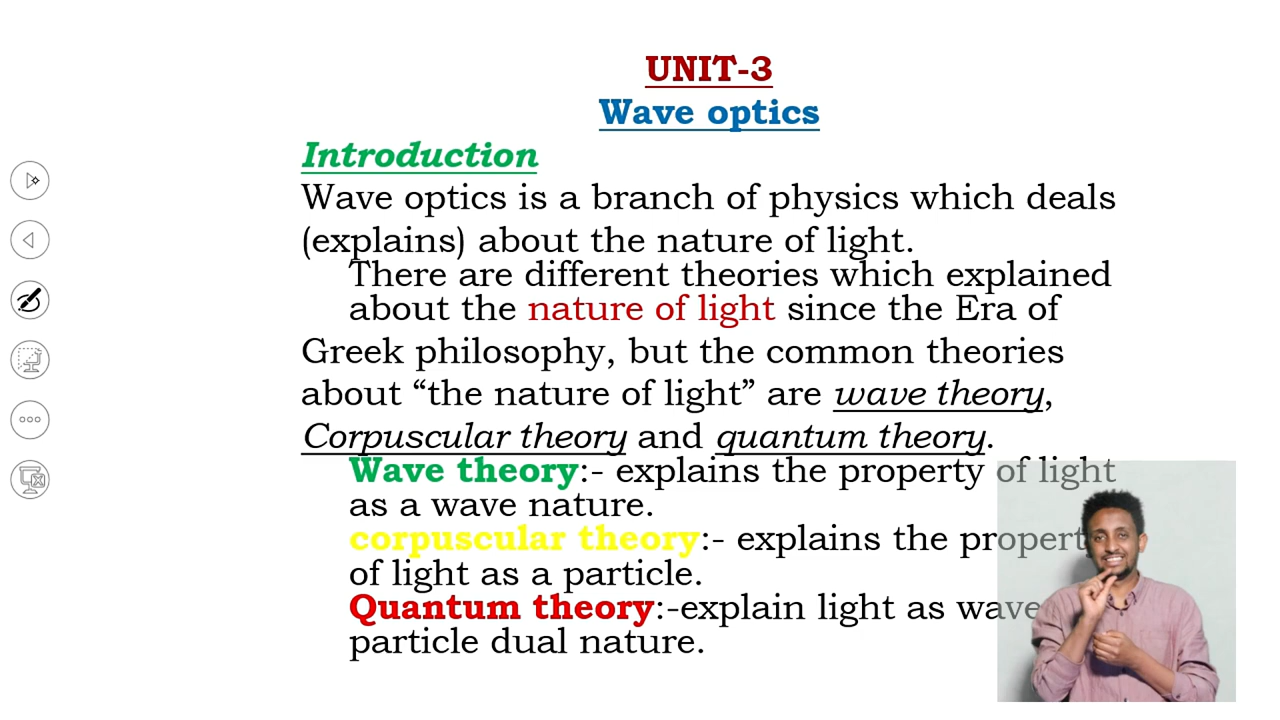 UNIT-3
Wave optics
Introduction
Wave optics is a branch of physics which deals
(explains) about the nature of light.
There are different theories which explained
about the nature of light since the Era of
Greek philosophy, but the common theories
about “the nature of light” are wave theory,
Corpuscular theory and quantum theory.
Wave theory:- explains the property of light
as a wave nature.
corpuscular theory:- explains the property
of light as a particle.
Quantum theory:-explain light as wave
particle dual nature.